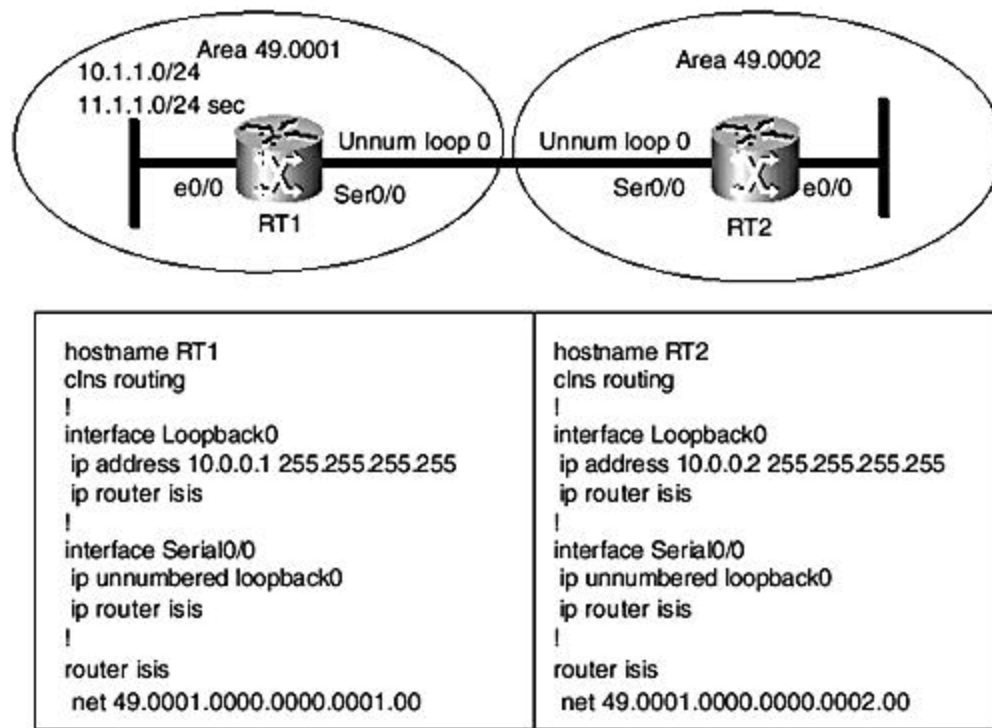 Area 49.0001
10.1.1.0/24
11.1.1.0/24 sec
Unnum loop 0
e0/0
Ser0/0
RT1
Area 49.0002
Unnum loop 0
Ser0/0
e0/0
RT2
hostname RT1
clns routing
!
interface Loopback0
ip address 10.0.0.1 255.255.255.255
ip router isis
!
interface Serial0/0
ip unnumbered loopback0
ip router isis
!
router isis
net 49.0001.0000.0000.0001.00
hostname RT2
clns routing
!
interface Loopback0
ip address 10.0.0.2 255.255.255.255
ip router isis
!
interface Serial0/0
ip unnumbered loopback0
ip router isis
!
router isis
net 49.0001.0000.0000.0002.00